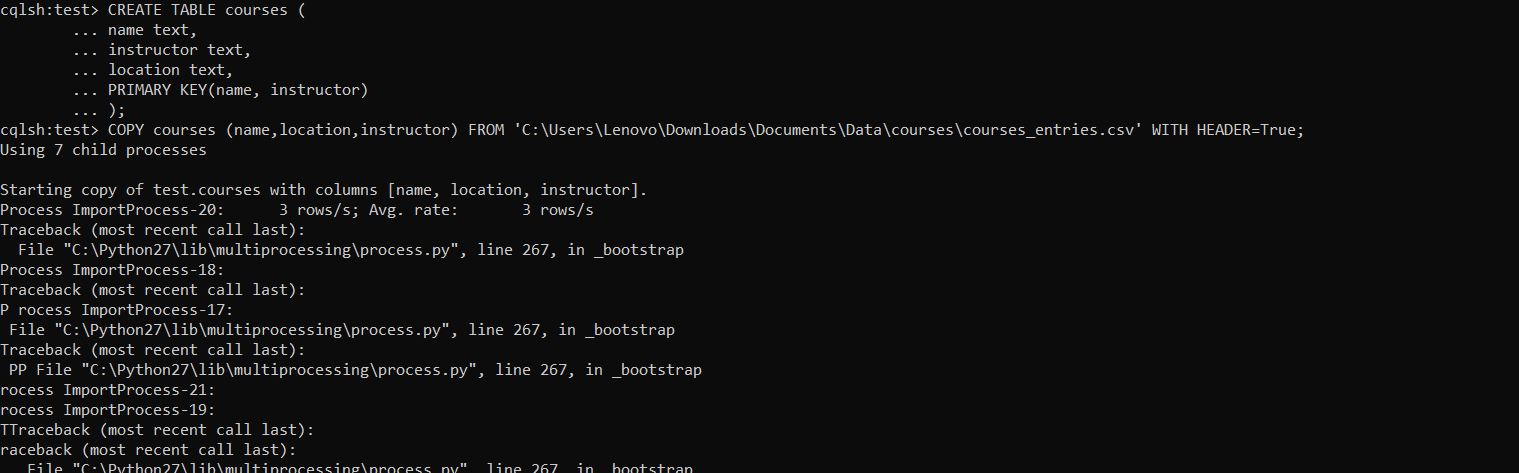 cqlsh:test> CREATE TABLE courses (
        ... name text,
        ... instructor text,
        ... location text,
        ... PRIMARY KEY(name, instructor)
        ... );
cqlsh:test> COPY courses (name,location,instructor) FROM 'C:\Users\Lenovo\Downloads\Documents\Data\courses\courses_entries.csv' WITH HEADER=True;
Using 7 child processes

Starting copy of test.courses with columns [name, location, instructor].
Process ImportProcess-20:      3 rows/s; Avg. rate:       3 rows/s
Traceback (most recent call last):
  File "C:\Python27\lib\multiprocessing\process.py", line 267, in _bootstrap
Process ImportProcess-18:
Traceback (most recent call last):
P rocess ImportProcess-17:
 File "C:\Python27\lib\multiprocessing\process.py", line 267, in _bootstrap
Traceback (most recent call last):
 PP File "C:\Python27\lib\multiprocessing\process.py", line 267, in _bootstrap
rocess ImportProcess-21:
rocess ImportProcess-19:
TTraceback (most recent call last):
raceback (most recent call last):
   File "C:\Python27\lib\multiprocessing\process.py", line 267, in _bootstrap